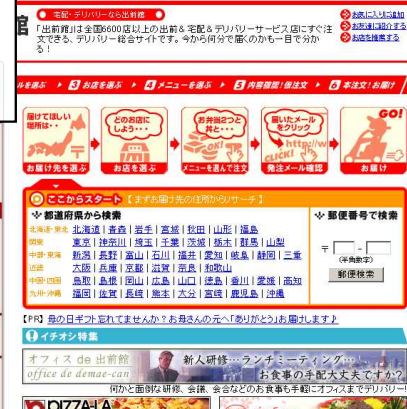 館
宅配・デリバリーなら出前館
「出前館」は全国6600店以上の出前&宅配&デリバリーサービス店にすぐ注
文できる、デリバリー総合サイトです。今から何分で届くのかも一目で分か
る!
お気に入りに追加
お友達に紹介する
お店を推薦する
ルを選ぶ
3 お店を選ぶ
4 メニューを選ぶ
5 内容確認!仮注文
6 本注文!お届け
届けてほしい
場所は・・
どのお店に
しよう・・・
お弁当2つと
丼と・・・
届いたメール
をクリック
http://w
GO!
お届け先を選ぶ
お店を選ぶ
メニューを選んで注文
発注メール確認
お届け!
ここからスタート 【まずお届け先の住所からリサーチ】
都道府県から検索
郵便番号で検索
北海道・東北 北海道 | 青森 | 岩手 | 宮城 | 秋田 | 山形 | 福島
関東 東京 | 神奈川 | 埼玉 | 千葉 | 茨城 | 栃木 | 群馬 | 山梨
中部・東海 新潟 | 長野 | 富山 | 石川 | 福井 | 愛知 | 岐阜 | 静岡 | 三重
近畿 大阪 | 兵庫 | 京都 | 滋賀 | 奈良 | 和歌山
中国・四国 鳥取 | 島根 | 岡山 | 広島 | 山口 | 徳島 | 香川 | 愛媛 | 高知
九州・沖縄 福岡 | 佐賀 | 長崎 | 熊本 | 大分 | 宮崎 | 鹿児島 | 沖縄
〒 -
(半角数字)
郵便検索
【PR】 母の日ギフト忘れてませんか?お母さんの元へ「ありがとう」お届けします♪
イチオシ特集
オフィス de 出前館
office de demae-can
新人研修…ランチミーティング…
お食事の手配大丈夫ですか?
何かと面倒な研修、会議、会合などのお食事も手軽にオフィスまでデリバリー!
PIZZA-LA